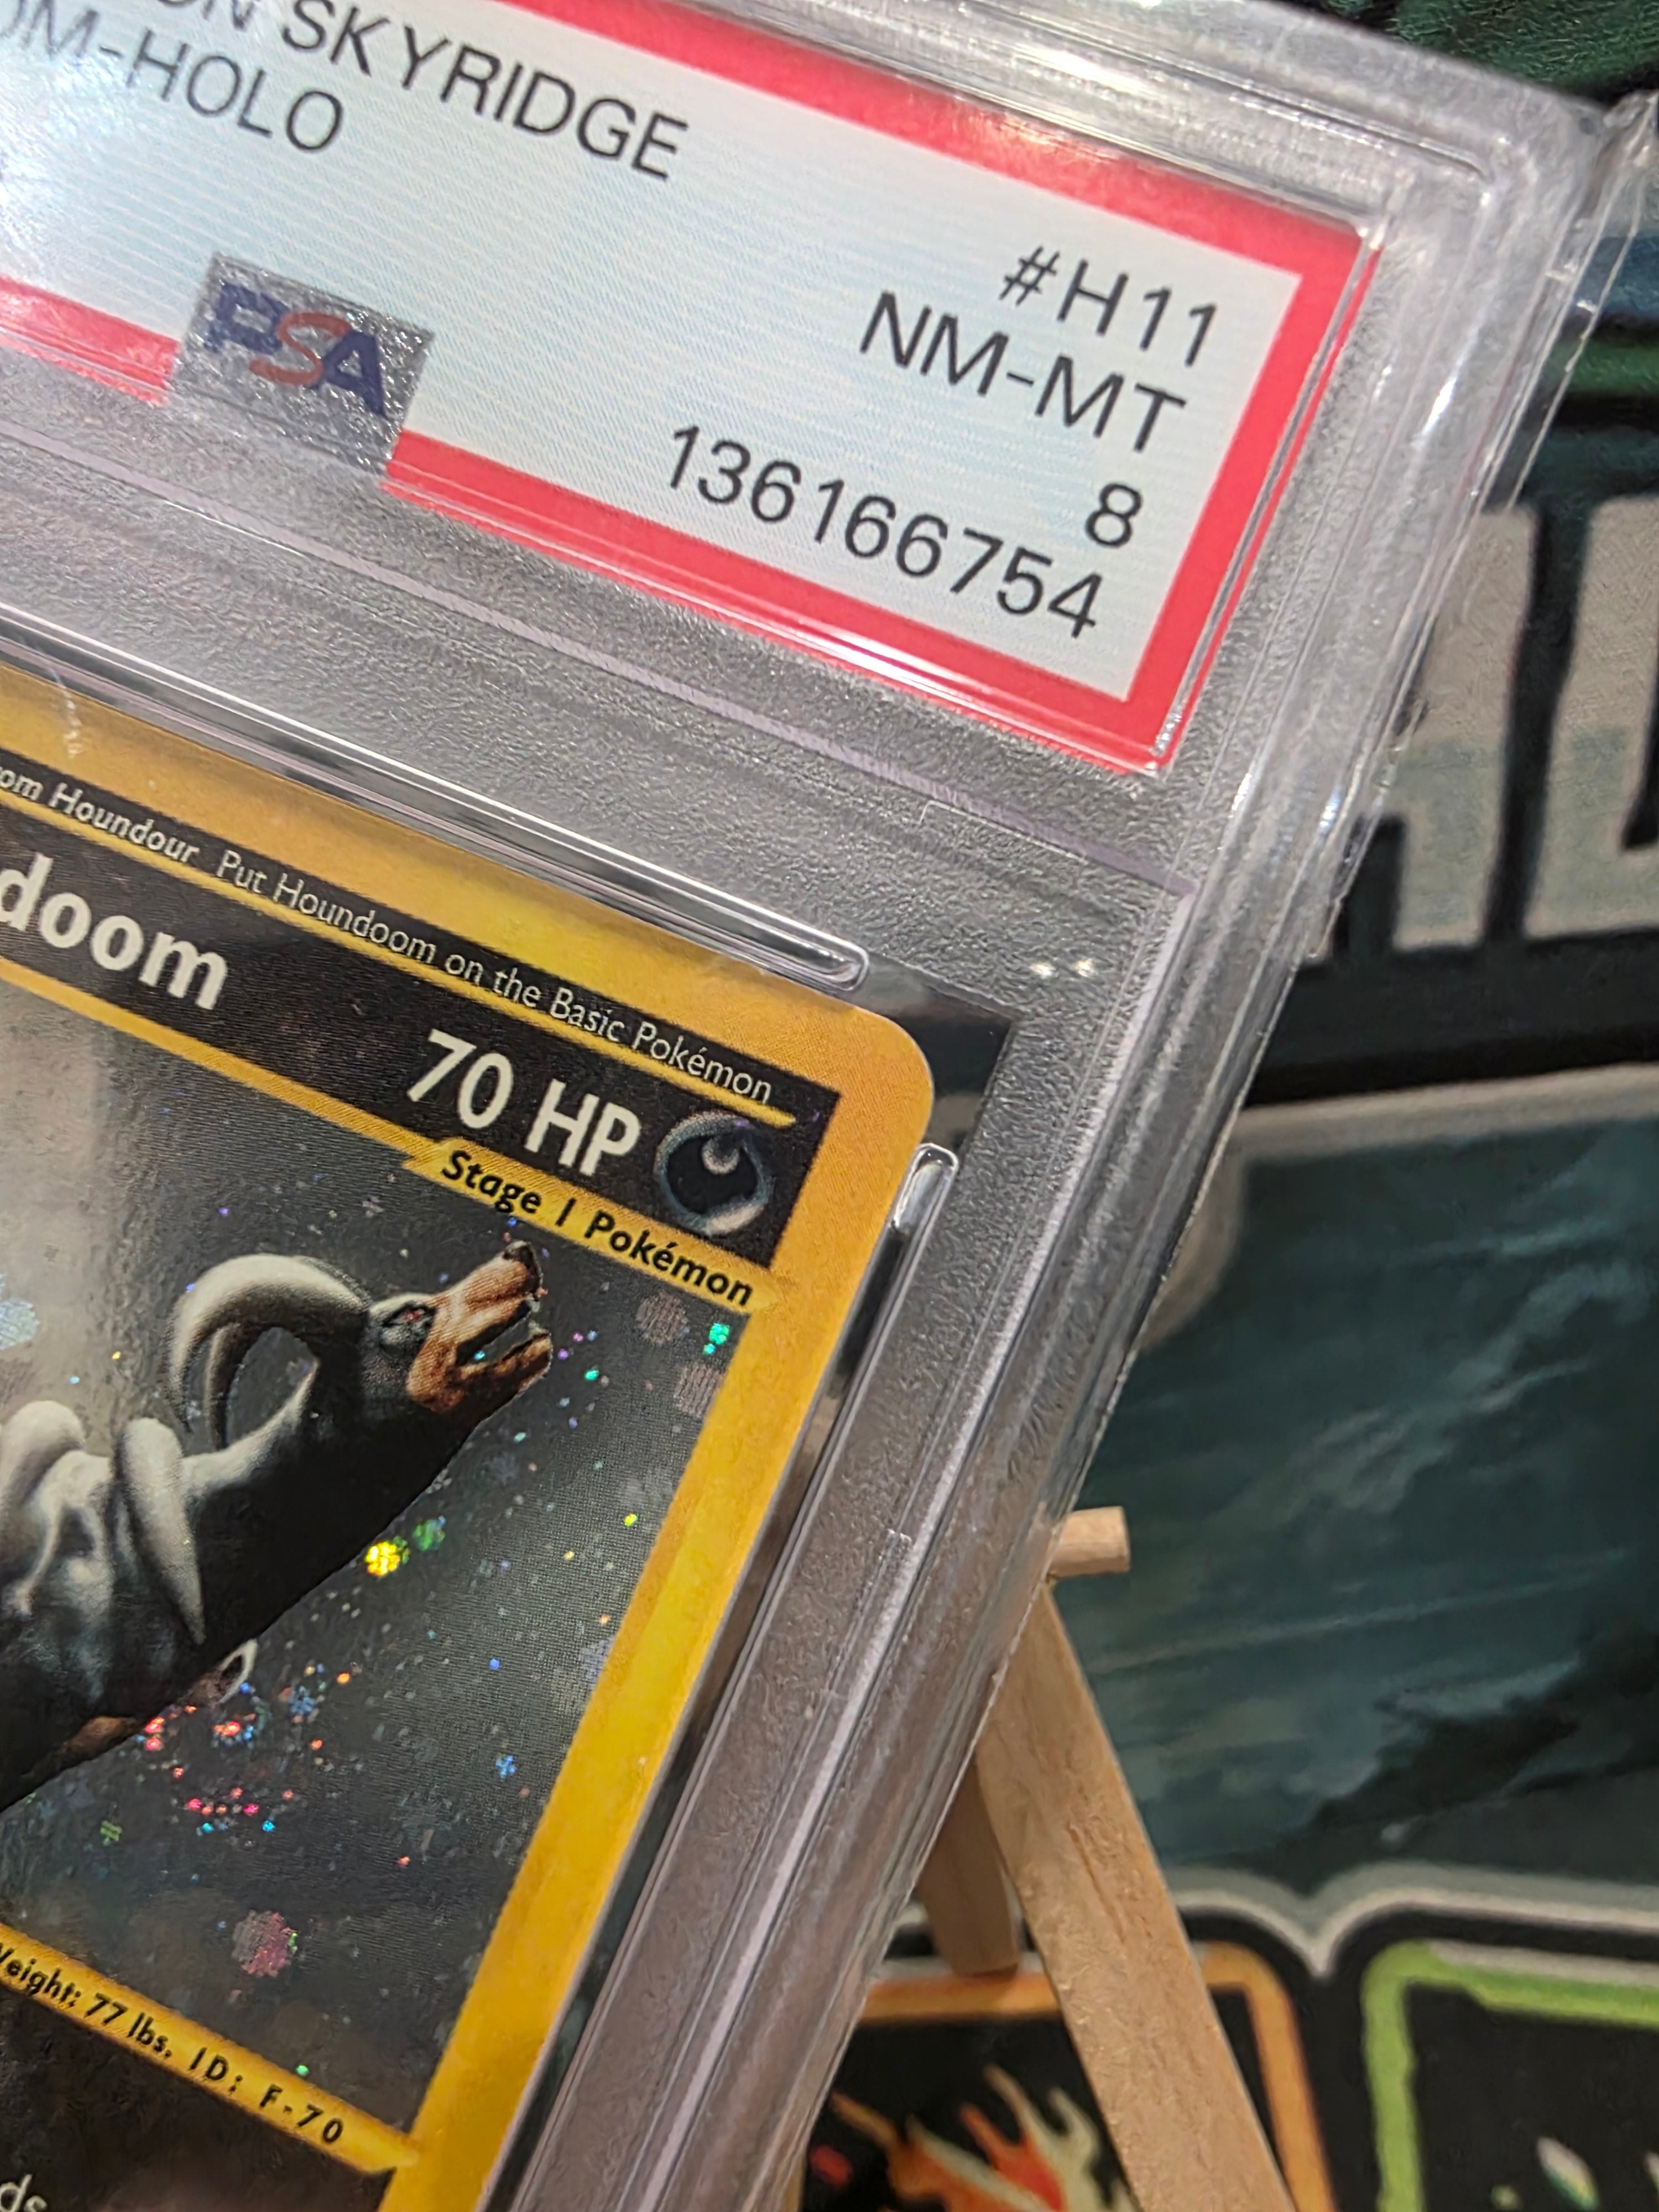 SKYRIDGE
-HOLO
#H11
NM-MT
PSA
8
136166754
Houndour Put Houndoom on the Basic Pokémon
doom
70 HP
Stage 1 Pokémon
Weight: 77 lbs. ID: F-70